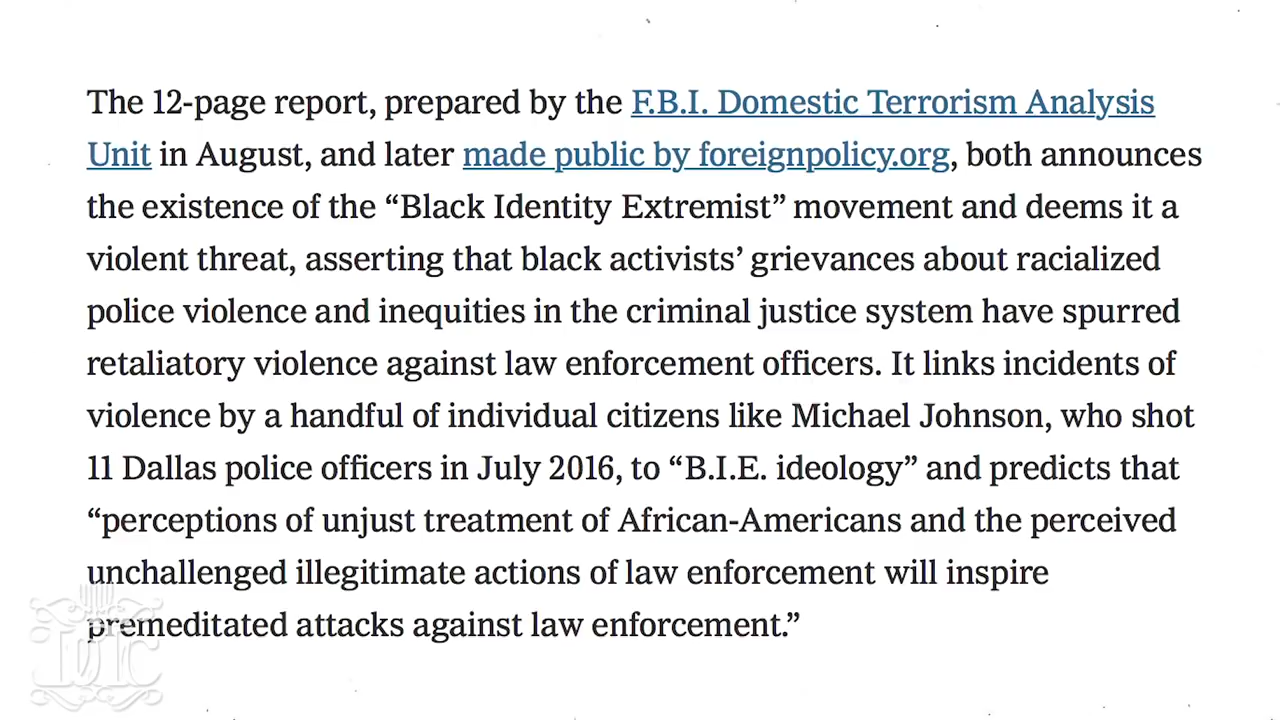 The 12-page report, prepared by the F.B.I. Domestic Terrorism Analysis
Unit in August, and later made public by foreignpolicy.org, both announces
the existence of the “Black Identity Extremist” movement and deems it a
violent threat, asserting that black activists’ grievances about racialized
police violence and inequities in the criminal justice system have spurred
retaliatory violence against law enforcement officers. It links incidents of
violence by a handful of individual citizens like Michael Johnson, who shot
11 Dallas police officers in July 2016, to “B.I.E. ideology” and predicts that
“perceptions of unjust treatment of African-Americans and the perceived
unchallenged illegitimate actions of law enforcement will inspire
premeditated attacks against law enforcement.”